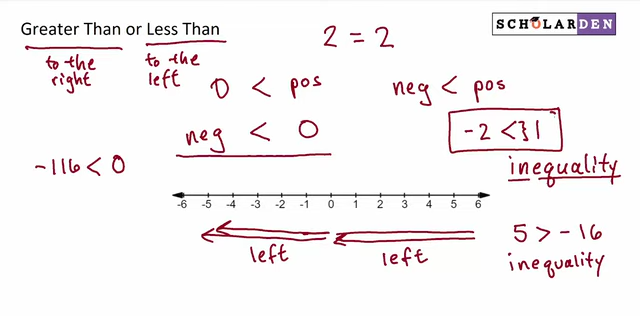 Greater Than or Less Than
2 = 2
SCHOLARDEN
to the right
to the left
0 < pos
neg < pos
neg < 0
-2 < 1
-116 < 0
inequality
-6 -5 -4 -3 -2 -1 0 1 2 3 4 5 6
left
left
5 > -16
inequality